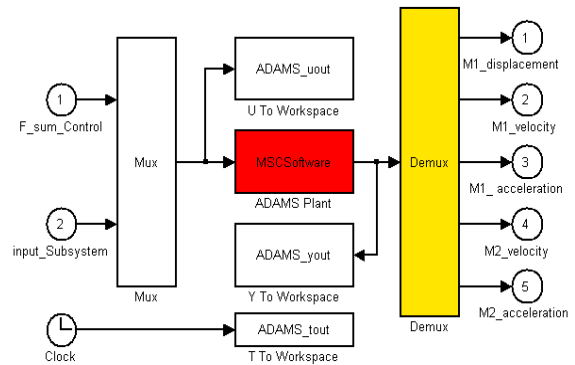 1
F_sum_Control
2
input_Subsystem
Clock
Mux
Mux
ADAMS_uout
U To Workspace
MSCSoftware
ADAMS Plant
ADAMS_yout
Y To Workspace
ADAMS_tout
T To Workspace
Demux
Demux
1
M1_displacement
2
M1_velocity
3
M1_ acceleration
4
M2_velocity
5
M2_acceleration